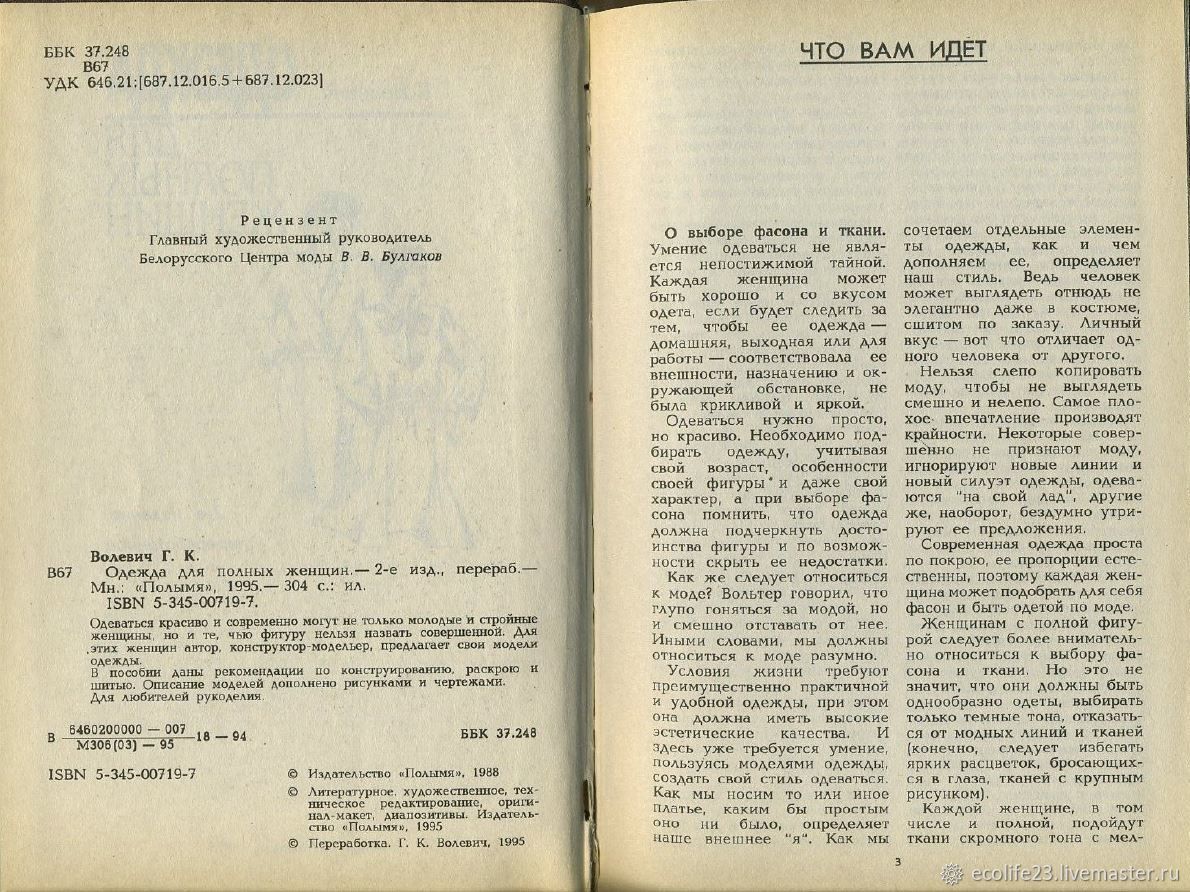 ББК 37.248
В67
УДК 646.21:[687.12.016.5+687.12.023]
Рецензент
Главный художественный руководитель
Белорусского Центра моды В. В. Булгаков
Волевич Г. К.
В67 Одежда для полных женщин.— 2-е изд., перераб.—
Мн.: «Полымя», 1995.— 304 с.: ил.
ISBN 5-345-00719-7.
Одеваться красиво и современно могут не только молодые и стройные
женщины, но и те, чью фигуру нельзя назвать совершенной. Для
этих женщин автор, конструктор-модельер, предлагает свои модели
одежды.
В пособии даны рекомендации по конструированию, раскрою и
шитью. Описание моделей дополнено рисунками и чертежами.
Для любителей рукоделия.
В 6460200000 — 007
М306(03) — 95 18 — 94
ББК 37.248
ISBN 5-345-00719-7
© Издательство «Полымя», 1988
© Литературное, художественное, тех-
ническое редактирование, ориги-
нал-макет, диапозитивы. Издатель-
ство «Полымя», 1995
© Переработка. Г. К. Волевич, 1995
ЧТО ВАМ ИДЕТ
О выборе фасона и ткани.
Умение одеваться не явля-
ется непостижимой тайной.
Каждая женщина может
быть хорошо и со вкусом
одета, если будет следить за
тем, чтобы ее одежда —
домашняя, выходная или для
работы — соответствовала ее
внешности, назначению и ок-
ружающей обстановке, не
была крикливой и яркой.
Одеваться нужно просто,
но красиво. Необходимо под-
бирать одежду, учитывая
свой возраст, особенности
своей фигуры и даже свой
характер, а при выборе фа-
сона помнить, что одежда
должна подчеркнуть досто-
инства фигуры и по возмож-
ности скрыть ее недостатки.
Как же следует относиться
к моде? Вольтер говорил, что
глупо гоняться за модой, но
и смешно отставать от нее.
Иными словами, мы должны
относиться к моде разумно.
Условия жизни требуют
преимущественно практичной
и удобной одежды, при этом
она должна иметь высокие
эстетические качества. И
здесь уже требуется умение,
пользуясь моделями одежды,
создать свой стиль одеваться.
Как мы носим то или иное
платье, каким бы простым
оно ни было, определяет
наше внешнее "я". Как мы
сочетаем отдельные элемен-
ты одежды, как и чем
дополняем ее, определяет
наш стиль. Ведь человек
может выглядеть отнюдь не
элегантно даже в костюме,
сшитом по заказу. Личный
вкус — вот что отличает од-
ного человека от другого.
Нельзя слепо копировать
моду, чтобы не выглядеть
смешно и нелепо. Самое пло-
хое впечатление производят
крайности. Некоторые совер-
шенно не признают моду,
игнорируют новые линии и
новый силуэт одежды, одева-
ются "на свой лад", другие
же, наоборот, бездумно утри-
руют ее предложения.
Современная одежда проста
по покрою, ее пропорции есте-
ственны, поэтому каждая жен-
щина может подобрать для себя
фасон и быть одетой по моде.
Женщинам с полной фигу-
рой следует более вниматель-
но относиться к выбору фа-
сона и ткани. Но это не
значит, что они должны быть
однообразно одеты, выбирать
только темные тона, отказать-
ся от модных линий и тканей
(конечно, следует избегать
ярких расцветок, бросающих-
ся в глаза, тканей с крупным
рисунком).
Каждой женщине, в том
числе и полной, подойдут
ткани скромного тона с мел-
3
ecolife23.livemaster.ru